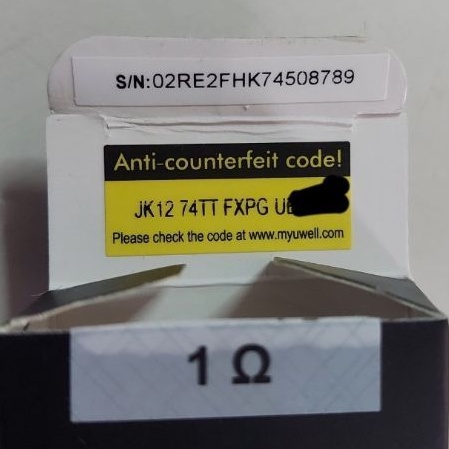 S/N:02RE2FHK74508789
Anti-counterfeit code!
JK12 74TT FXPG
Please check the code at www.myuwell.com
1 Ω